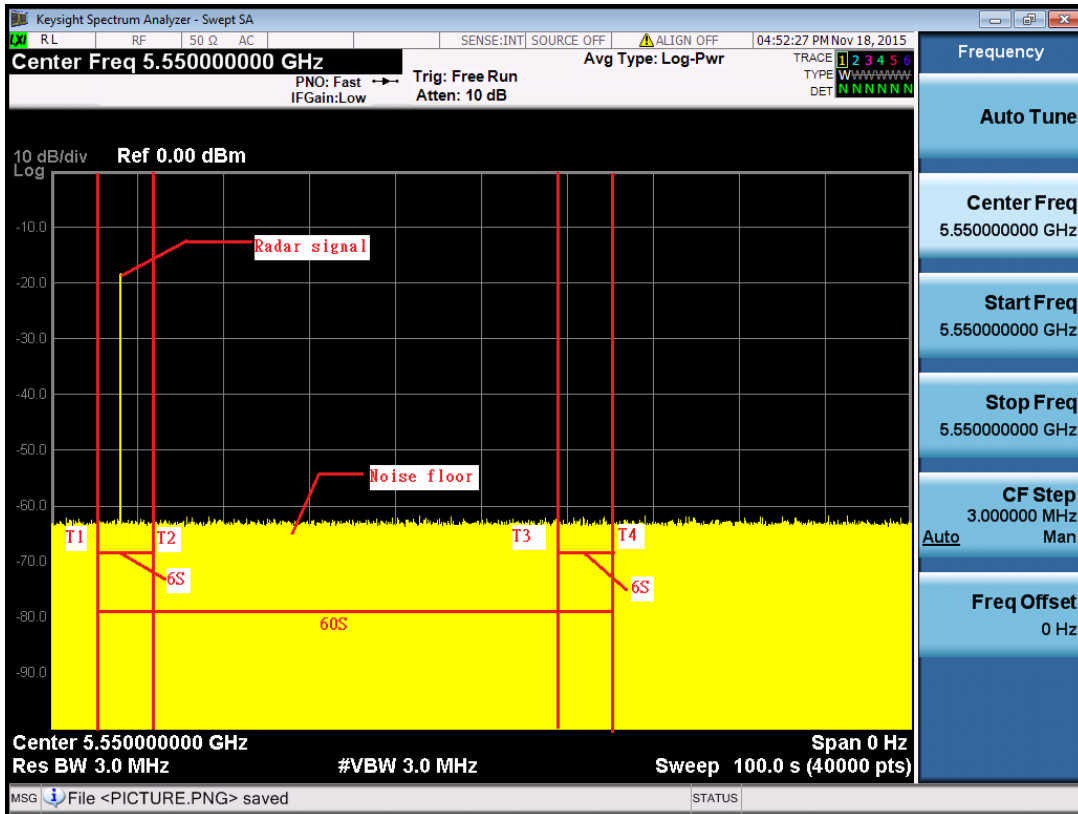 Keysight Spectrum Analyzer - Swept SA
LXI RL RF 50 Ω AC SENSE:INT SOURCE OFF ALIGN OFF 04:52:27 PM Nov 18, 2015
Center Freq 5.550000000 GHz
PNO: Fast
IFGain:Low
Trig: Free Run
Atten: 10 dB
Avg Type: Log-Pwr
TRACE 1 2 3 4 5 6
TYPE WWWWWW
DET N N N N N N
10 dB/div
Log
Ref 0.00 dBm
-10.0
-20.0
-30.0
-40.0
-50.0
-60.0
-70.0
-80.0
-90.0
Radar signal
Noise floor
T1
T2
T3
T4
6S
6S
60S
Center 5.550000000 GHz
Span 0 Hz
Res BW 3.0 MHz
#VBW 3.0 MHz
Sweep 100.0 s (40000 pts)
MSG File <PICTURE.PNG> saved
STATUS
Frequency
Auto Tune
Center Freq
5.550000000 GHz
Start Freq
5.550000000 GHz
Stop Freq
5.550000000 GHz
CF Step
3.000000 MHz
Auto Man
Freq Offset
0 Hz